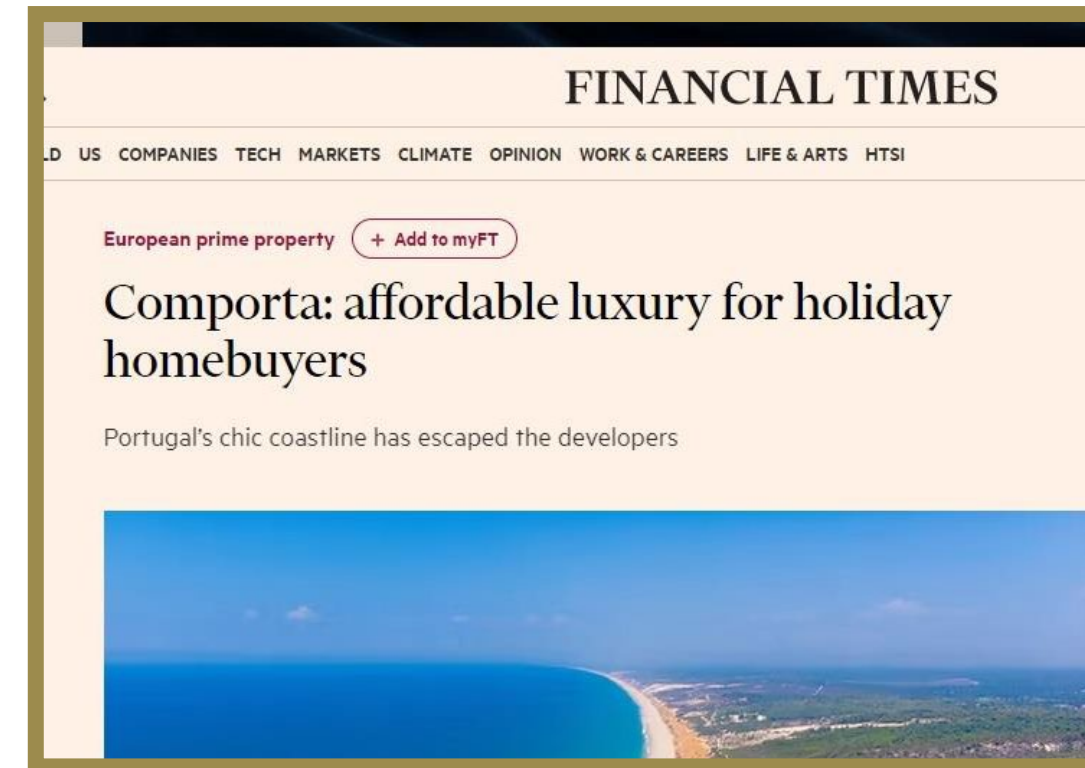 FINANCIAL TIMES
LD US COMPANIES TECH MARKETS CLIMATE OPINION WORK & CAREERS LIFE & ARTS HTSI
European prime property + Add to myFT
Comporta: affordable luxury for holiday
homebuyers
Portugal's chic coastline has escaped the developers